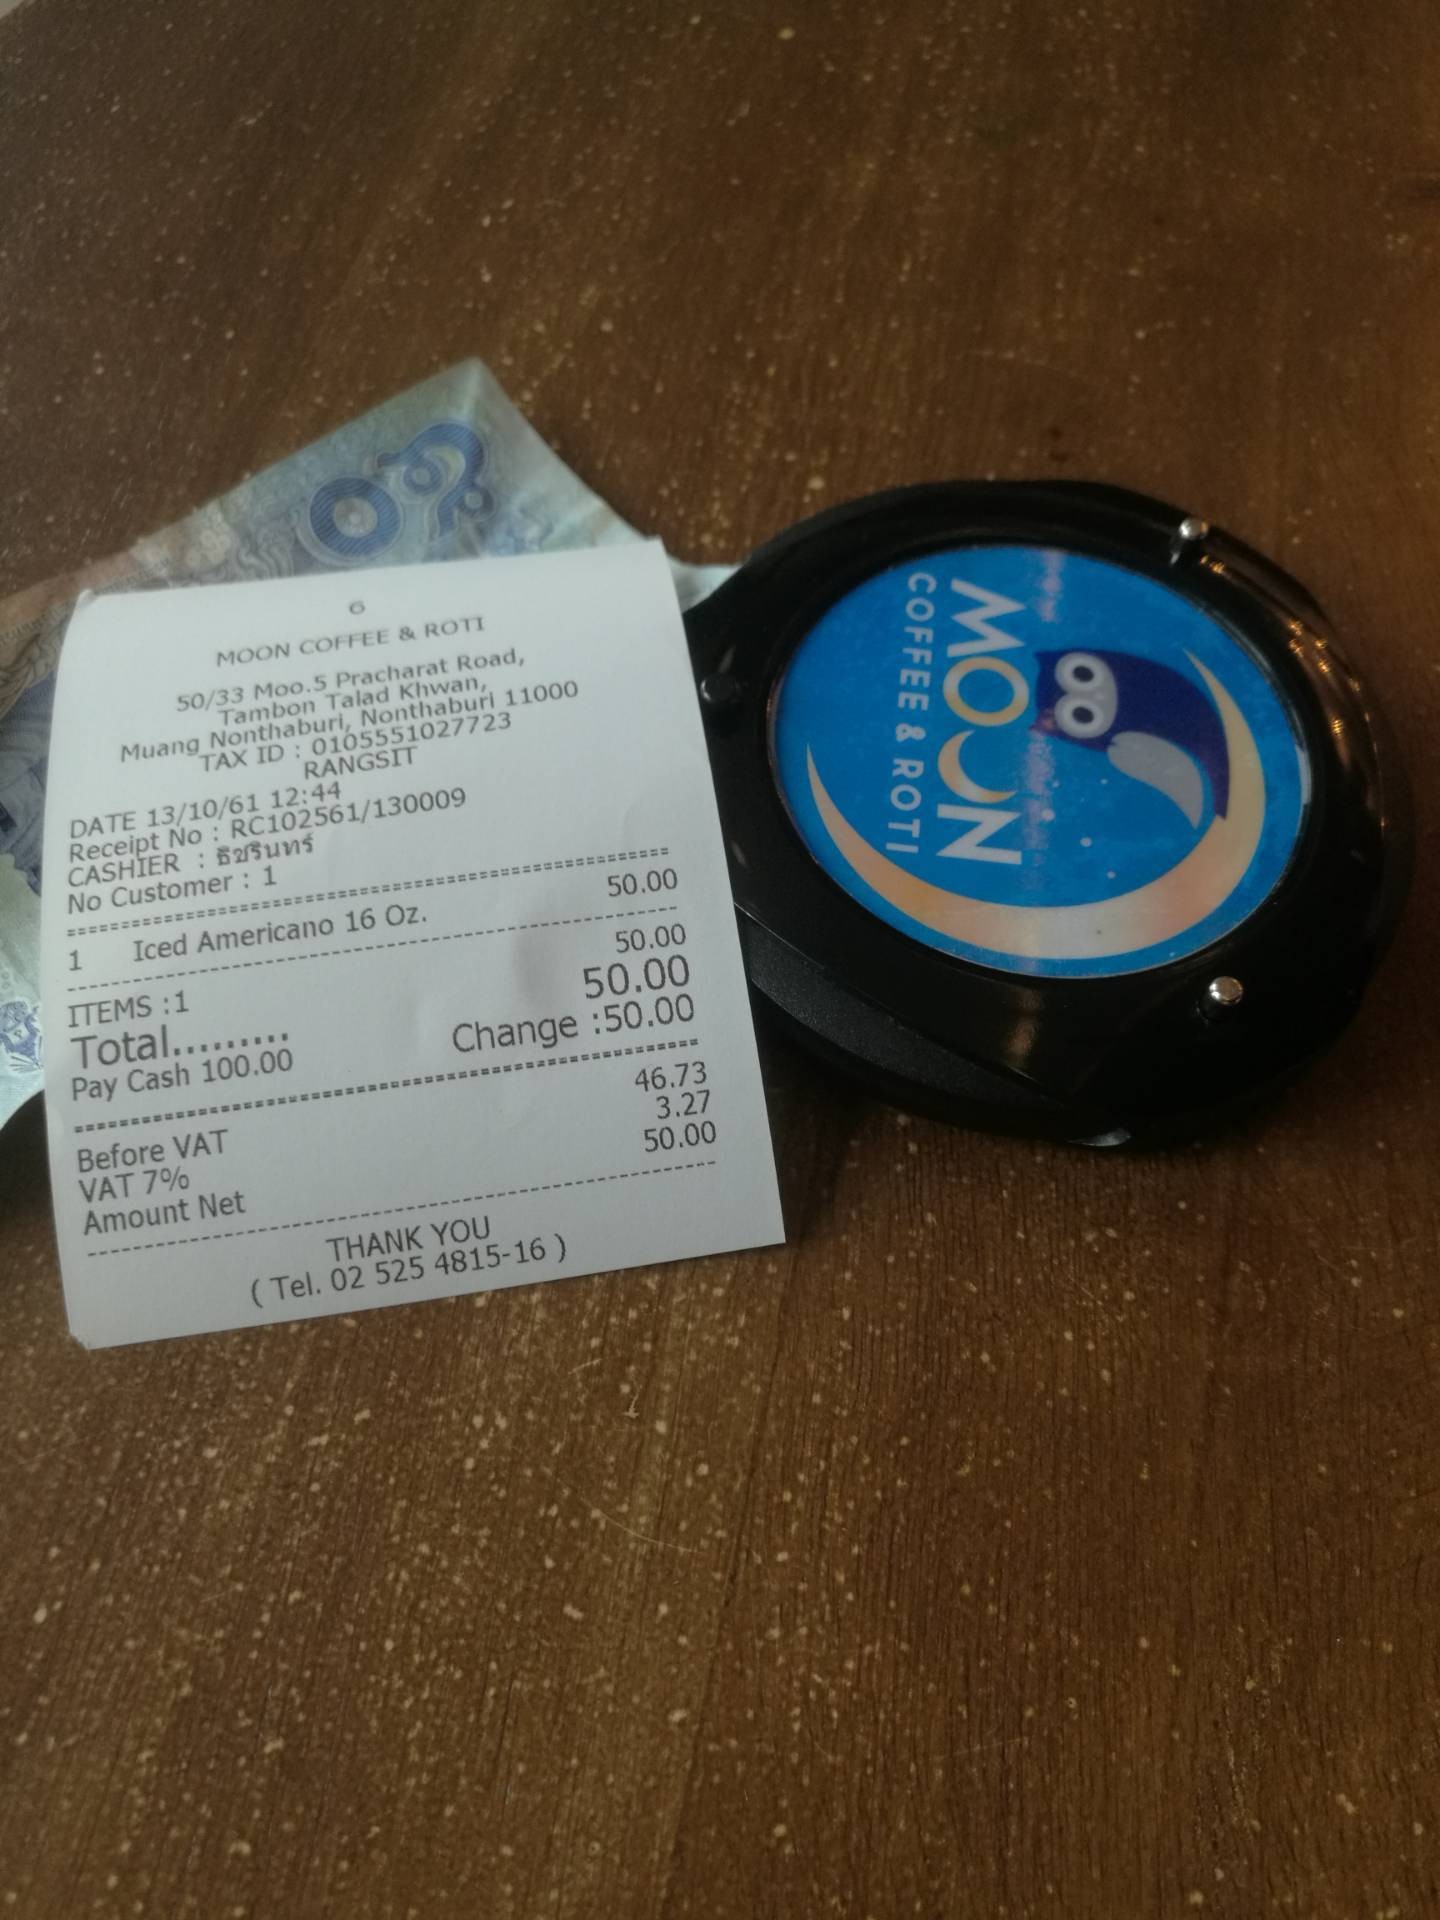 ๕๐
6
MOON COFFEE & ROTI
50/33 Moo.5 Pracharat Road,
Tambon Talad Khwan,
Muang Nonthaburi, Nonthaburi 11000
TAX ID : 0105551027723
RANGSIT
DATE 13/10/61 12:44
Receipt No : RC102561/130009
CASHIER : ธีขรินทร์
No Customer : 1
1 Iced Americano 16 Oz. 50.00
ITEMS :1 50.00
Total......... 50.00
Pay Cash 100.00 Change :50.00
Before VAT 46.73
VAT 7% 3.27
Amount Net 50.00
THANK YOU
( Tel. 02 525 4815-16 )
MOON
COFFEE & ROTI